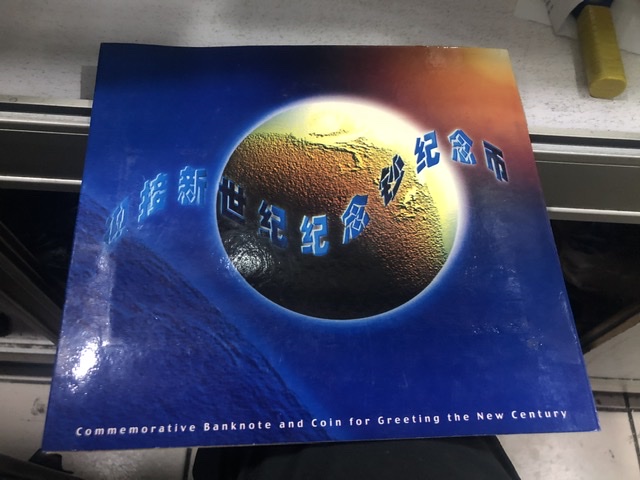 迎接新世纪纪念钞纪念币
Commemorative Banknote and Coin for Greeting the New Century